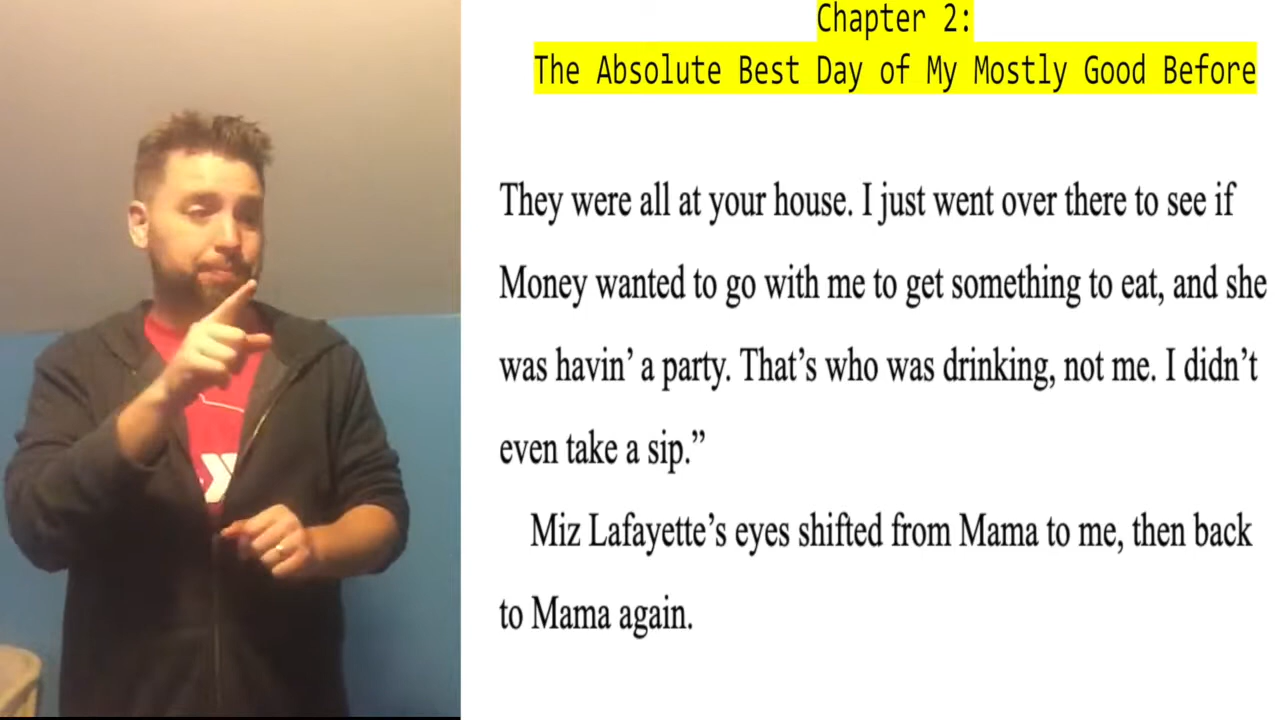 Chapter 2:
The Absolute Best Day of My Mostly Good Before
They were all at your house. I just went over there to see if
Money wanted to go with me to get something to eat, and she
was havin’ a party. That’s who was drinking, not me. I didn’t
even take a sip.”
Miz Lafayette’s eyes shifted from Mama to me, then back
to Mama again.